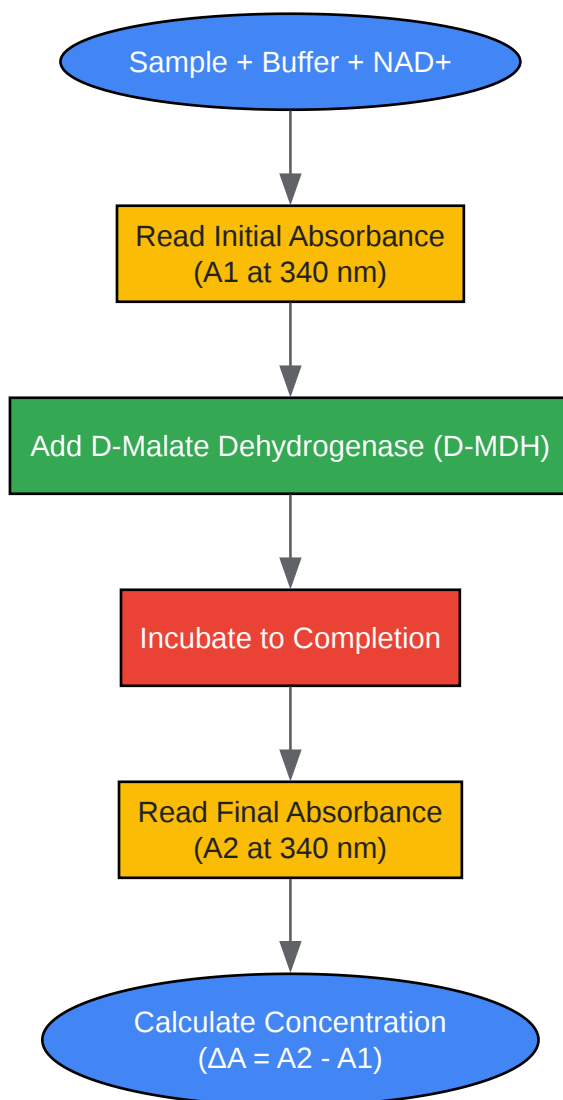 Sample + Buffer + NAD+
Read Initial Absorbance
(A1 at 340 nm)
Add D-Malate Dehydrogenase (D-MDH)
Incubate to Completion
Read Final Absorbance
(A2 at 340 nm)
Calculate Concentration
(ΔA = A2 - A1)